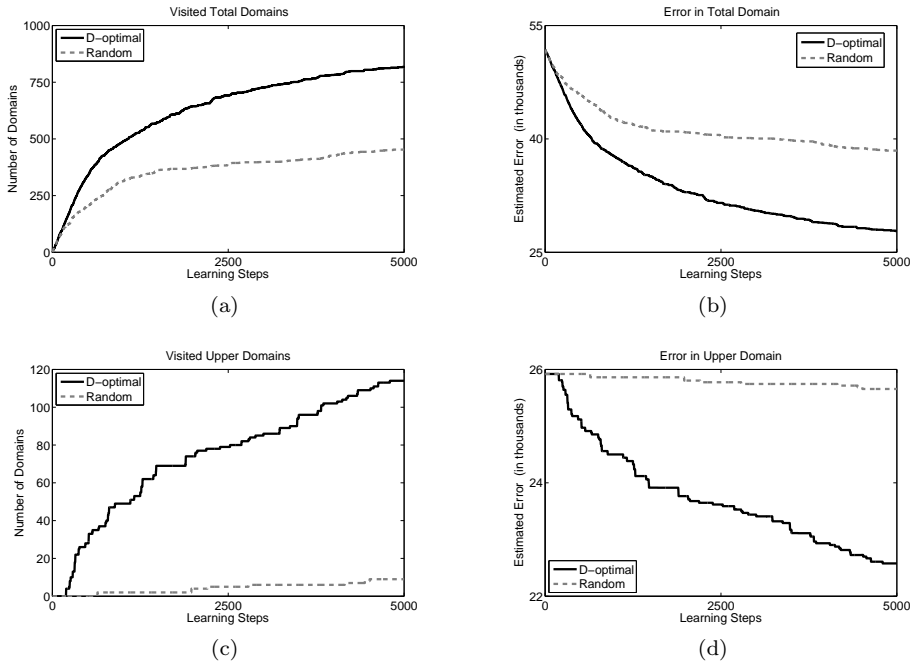 Visited Total Domains
1000
750
500
250
0
Number of Domains
D-optimal
Random
0
2500
5000
Learning Steps
(a)
Error in Total Domain
55
40
25
Estimated Error (in thousands)
D-optimal
Random
0
2500
5000
Learning Steps
(b)
Visited Upper Domains
120
100
80
60
40
20
0
Number of Domains
D-optimal
Random
0
2500
5000
Learning Steps
(c)
Error in Upper Domain
26
24
22
Estimated Error (in thousands)
D-optimal
Random
0
2500
5000
Learning Steps
(d)